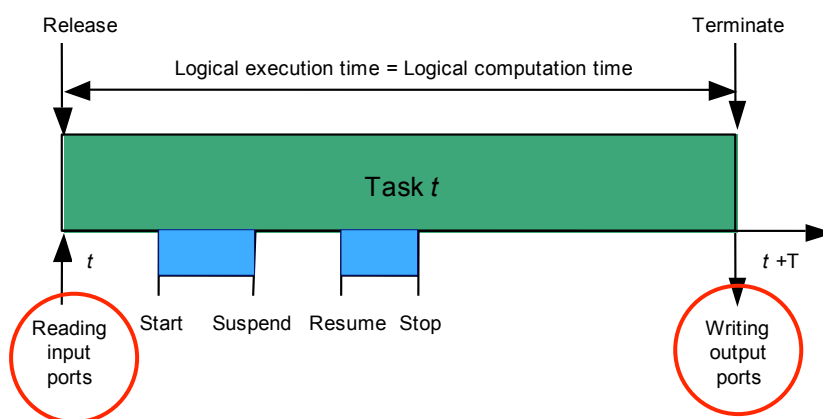 Release
Terminate
Logical execution time = Logical computation time
Task t
t
t +T
Reading
input
ports
Start
Suspend
Resume
Stop
Writing
output
ports